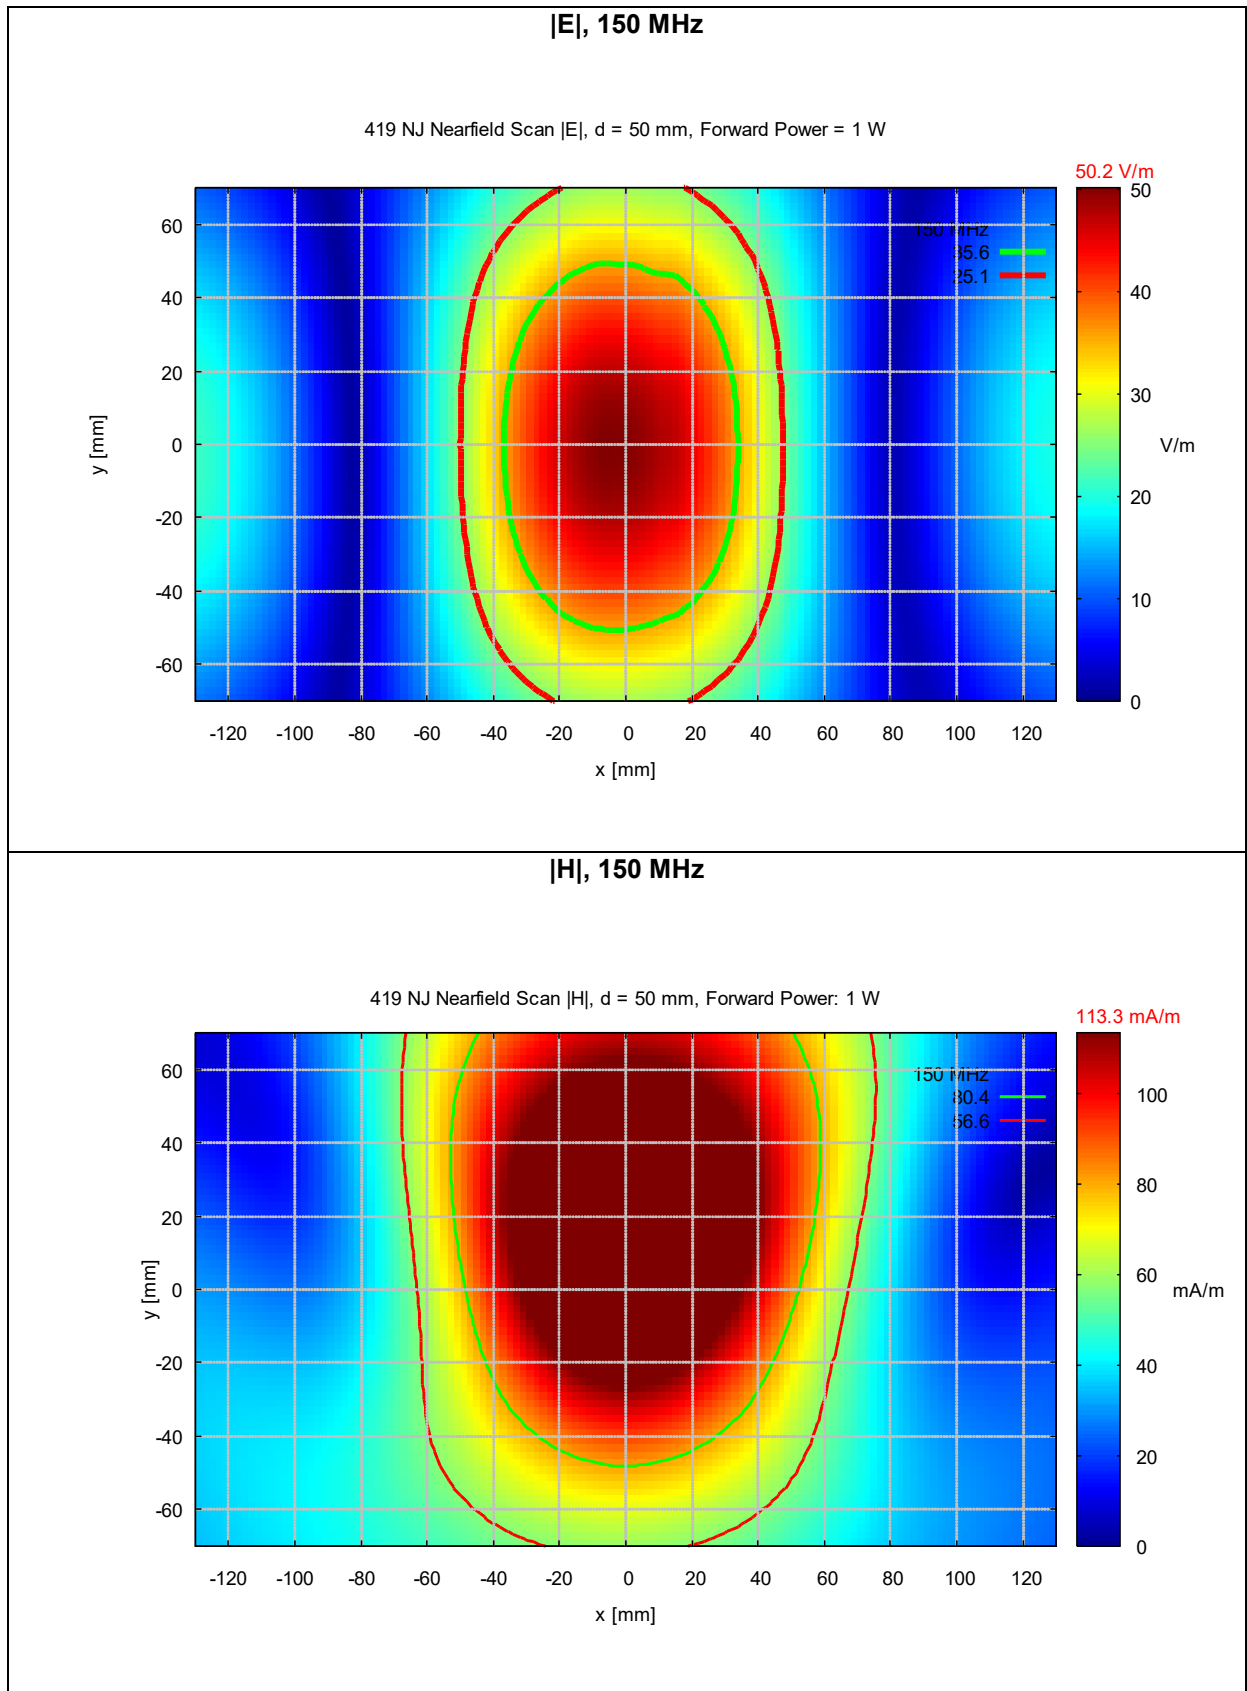 |E|, 150 MHz
419 NJ Nearfield Scan |E|, d = 50 mm, Forward Power = 1 W
50.2 V/m
150 MHz
35.6
25.1
60
40
20
0
-20
-40
-60
y [mm]
-120 -100 -80 -60 -40 -20 0 20 40 60 80 100 120
x [mm]
50
40
30
20
10
0
V/m
|H|, 150 MHz
419 NJ Nearfield Scan |H|, d = 50 mm, Forward Power: 1 W
113.3 mA/m
150 MHz
80.4
56.6
60
40
20
0
-20
-40
-60
y [mm]
-120 -100 -80 -60 -40 -20 0 20 40 60 80 100 120
x [mm]
100
80
60
40
20
0
mA/m